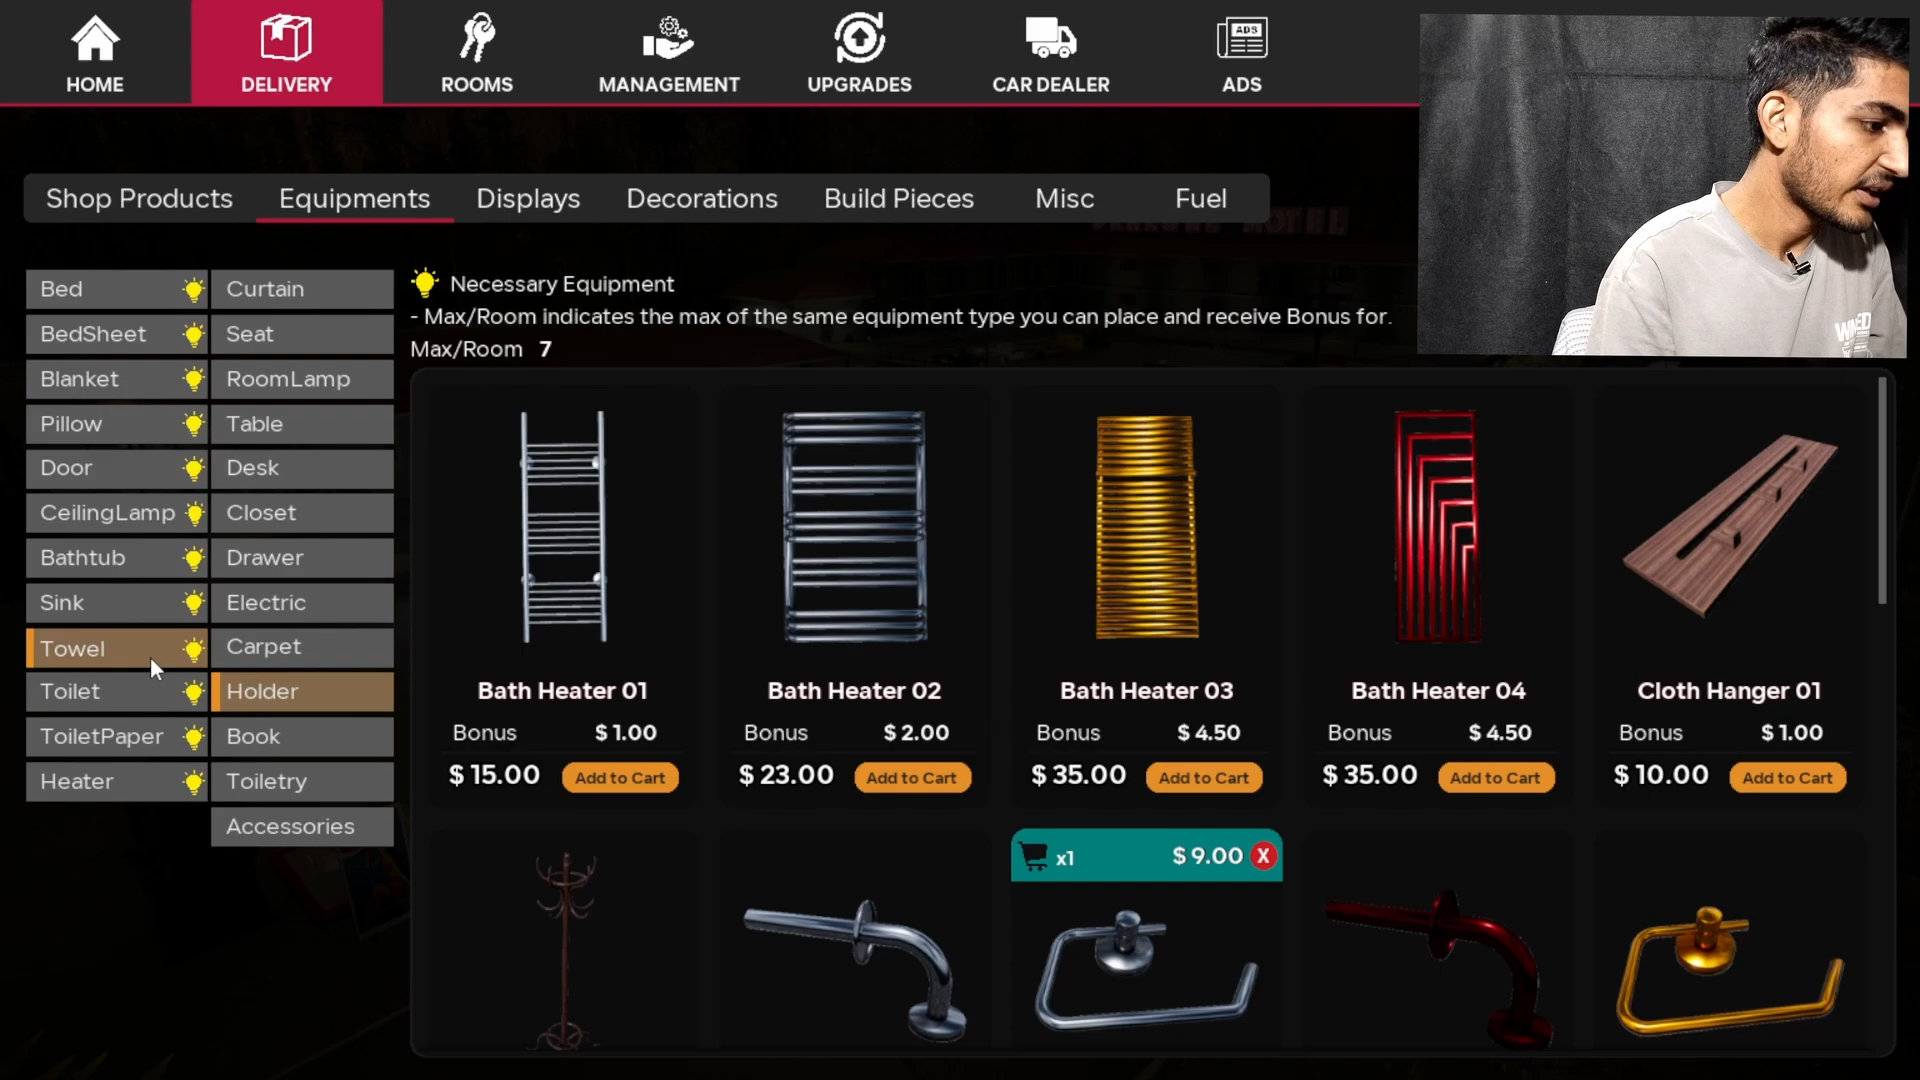 HOME
DELIVERY
ROOMS
MANAGEMENT
UPGRADES
CAR DEALER
ADS
ADS
Shop Products
Equipments
Displays
Decorations
Build Pieces
Misc
Fuel
MOTEL
Bed
Curtain
BedSheet
Seat
Blanket
RoomLamp
Pillow
Table
Door
Desk
CeilingLamp
Closet
Bathtub
Drawer
Sink
Electric
Towel
Carpet
Toilet
Holder
ToiletPaper
Book
Heater
Toiletry
Accessories
Necessary Equipment
- Max/Room indicates the max of the same equipment type you can place and receive Bonus for.
Max/Room 7
Bath Heater 01
Bonus $ 1.00
$ 15.00 Add to Cart
Bath Heater 02
Bonus $ 2.00
$ 23.00 Add to Cart
Bath Heater 03
Bonus $ 4.50
$ 35.00 Add to Cart
Bath Heater 04
Bonus $ 4.50
$ 35.00 Add to Cart
Cloth Hanger 01
Bonus $ 1.00
$ 10.00 Add to Cart
x1 $ 9.00 X